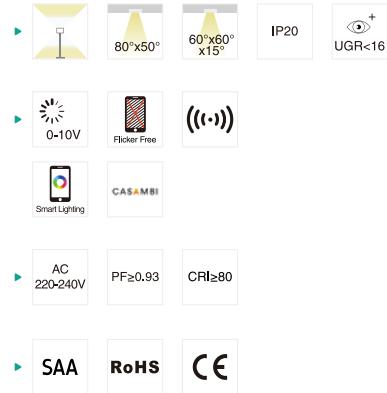 80°x50°
60°x60°
x15°
IP20
UGR<16
0-10V
Flicker Free
Smart Lighting
CASAMBI
AC
220-240V
PF≥0.93
CRI≥80
SAA
RoHS
CE